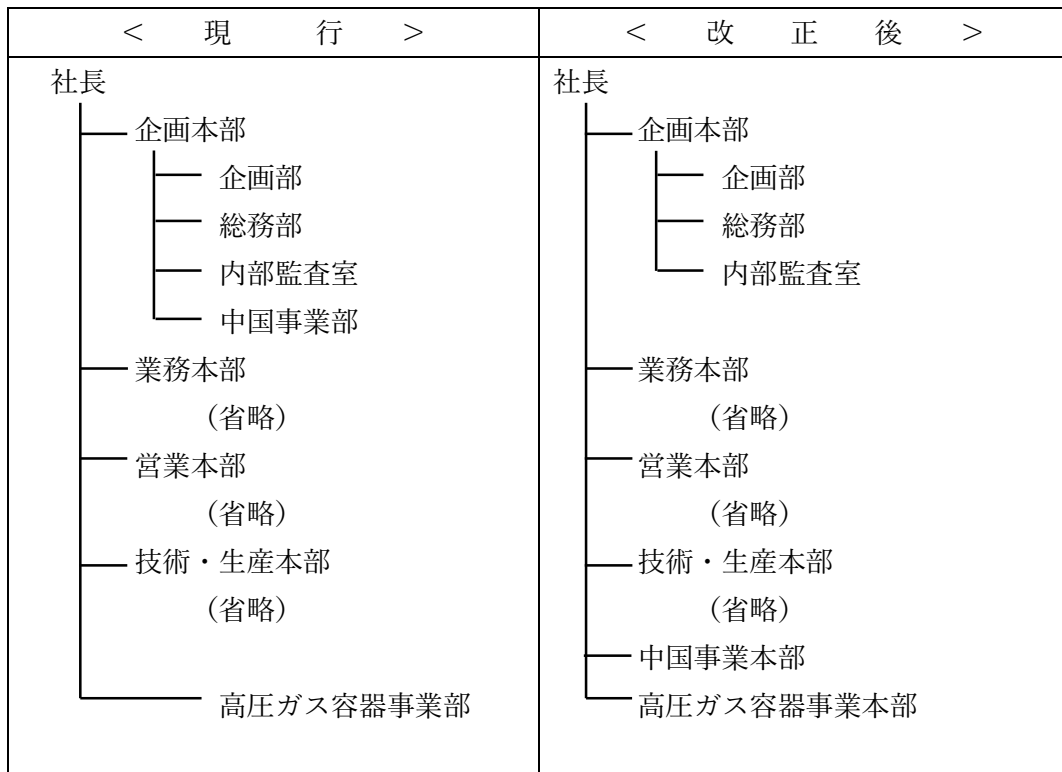 ＜　現　行　＞
社長
企画本部
企画部
総務部
内部監査室
中国事業部
業務本部
（省略）
営業本部
（省略）
技術・生産本部
（省略）
高圧ガス容器事業部
＜　改　正　後　＞
社長
企画本部
企画部
総務部
内部監査室
業務本部
（省略）
営業本部
（省略）
技術・生産本部
（省略）
中国事業本部
高圧ガス容器事業本部